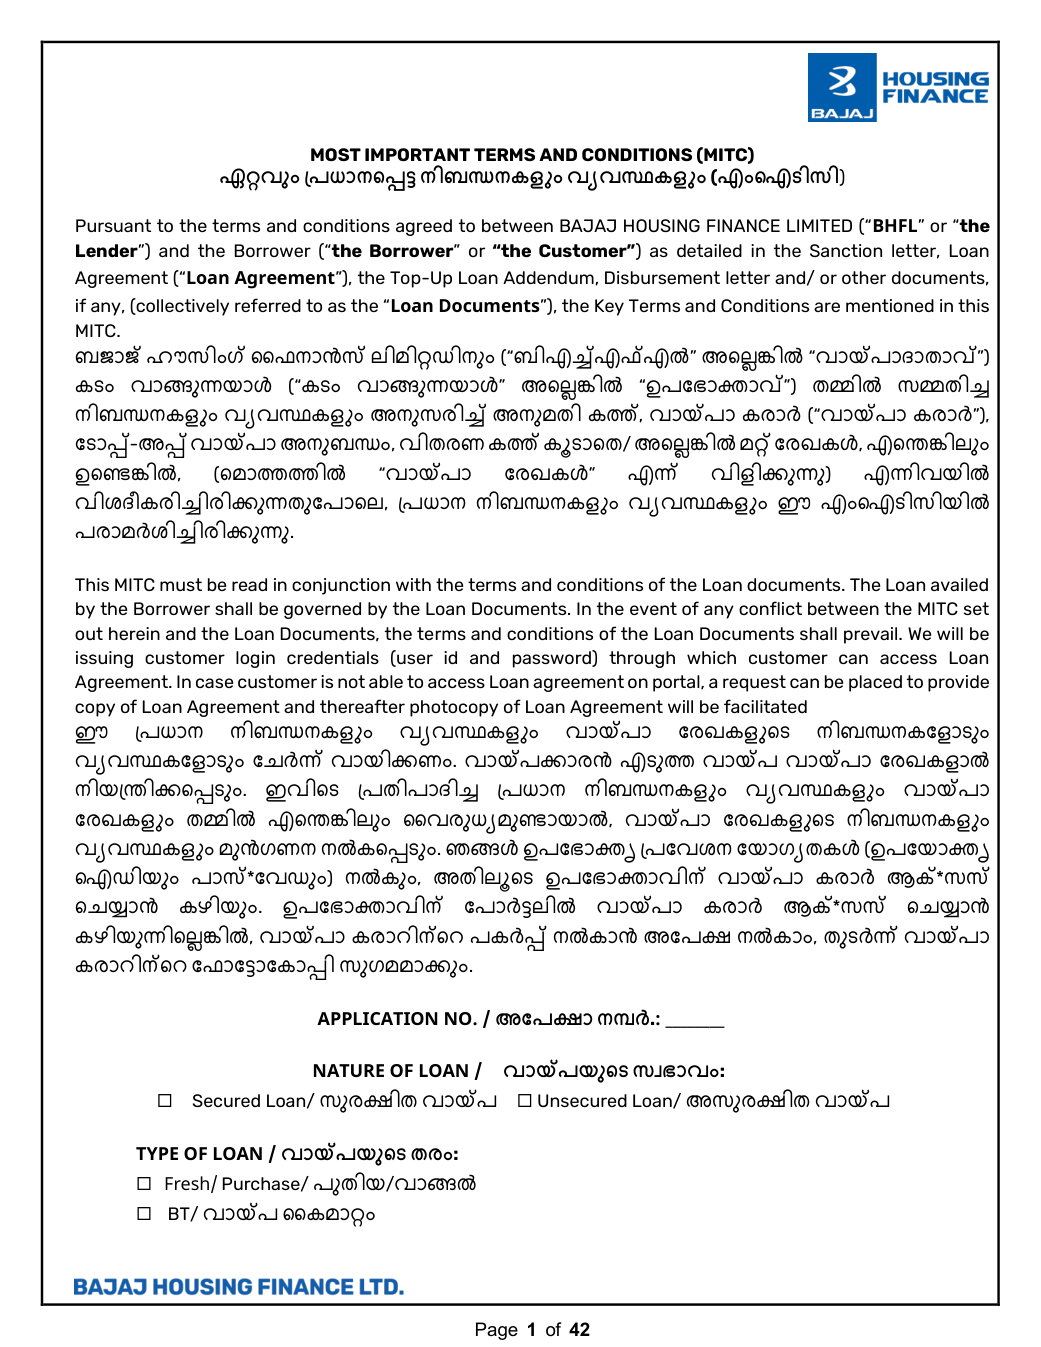 BAJAJ
HOUSING
FINANCE
MOST IMPORTANT TERMS AND CONDITIONS (MITC)
ഏറ്റവും പ്രധാനപ്പെട്ട നിബന്ധനകളും വ്യവസ്ഥകളും (എംഐടിസി)
Pursuant to the terms and conditions agreed to between BAJAJ HOUSING FINANCE LIMITED (“BHFL” or “the
Lender”) and the Borrower (“the Borrower” or “the Customer”) as detailed in the Sanction letter, Loan
Agreement (“Loan Agreement”), the Top-Up Loan Addendum, Disbursement letter and/ or other documents,
if any, (collectively referred to as the “Loan Documents”), the Key Terms and Conditions are mentioned in this
MITC.
ബജാജ് ഹൗസിംഗ് ഫൈനാൻസ് ലിമിറ്റഡിനും (“ബിഎച്ച്എഫ്എൽ” അല്ലെങ്കിൽ “വായ്പാദാതാവ്”)
കടം വാങ്ങുന്നയാൾ (“കടം വാങ്ങുന്നയാൾ” അല്ലെങ്കിൽ “ഉപഭോക്താവ്”) തമ്മിൽ സമ്മതിച്ച
നിബന്ധനകളും വ്യവസ്ഥകളും അനുസരിച്ച് അനുമതി കത്ത്, വായ്പാ കരാർ (“വായ്പാ കരാർ”),
ടോപ്പ്-അപ്പ് വായ്പാ അനുബന്ധം, വിതരണ കത്ത് കൂടാതെ/ അല്ലെങ്കിൽ മറ്റ് രേഖകൾ, എന്തെങ്കിലും
ഉണ്ടെങ്കിൽ, (മൊത്തത്തിൽ “വായ്പാ രേഖകൾ” എന്ന് വിളിക്കുന്നു) എന്നിവയിൽ
വിശദീകരിച്ചിരിക്കുന്നതുപോലെ, പ്രധാന നിബന്ധനകളും വ്യവസ്ഥകളും ഈ എംഐടിസിയിൽ
പരാമർശിച്ചിരിക്കുന്നു.
This MITC must be read in conjunction with the terms and conditions of the Loan documents. The Loan availed
by the Borrower shall be governed by the Loan Documents. In the event of any conflict between the MITC set
out herein and the Loan Documents, the terms and conditions of the Loan Documents shall prevail. We will be
issuing customer login credentials (user id and password) through which customer can access Loan
Agreement. In case customer is not able to access Loan agreement on portal, a request can be placed to provide
copy of Loan Agreement and thereafter photocopy of Loan Agreement will be facilitated
ഈ പ്രധാന നിബന്ധനകളും വ്യവസ്ഥകളും വായ്പാ രേഖകളുടെ നിബന്ധനകളോടും
വ്യവസ്ഥകളോടും ചേർന്ന് വായിക്കണം. വായ്പക്കാരൻ എടുത്ത വായ്പ വായ്പാ രേഖകളാൽ
നിയന്ത്രിക്കപ്പെടും. ഇവിടെ പ്രതിപാദിച്ച പ്രധാന നിബന്ധനകളും വ്യവസ്ഥകളും വായ്പാ
രേഖകളും തമ്മിൽ എന്തെങ്കിലും വൈരുധ്യമുണ്ടായാൽ, വായ്പാ രേഖകളുടെ നിബന്ധനകളും
വ്യവസ്ഥകളും മുൻഗണന നൽകപ്പെടും. ഞങ്ങൾ ഉപഭോക്തൃ പ്രവേശന യോഗ്യതകൾ (ഉപയോക്തൃ
ഐഡിയും പാസ്*വേഡും) നൽകും, അതിലൂടെ ഉപഭോക്താവിന് വായ്പാ കരാർ ആക്*സസ്
ചെയ്യാൻ കഴിയും. ഉപഭോക്താവിന് പോർട്ടലിൽ വായ്പാ കരാർ ആക്*സസ് ചെയ്യാൻ
കഴിയുന്നില്ലെങ്കിൽ, വായ്പാ കരാറിന്റെ പകർപ്പ് നൽകാൻ അപേക്ഷ നൽകാം, തുടർന്ന് വായ്പാ
കരാറിന്റെ ഫോട്ടോകോപ്പി സുഗമമാക്കും.
APPLICATION NO. / അപേക്ഷാ നമ്പർ.: ______
NATURE OF LOAN / വായ്പയുടെ സ്വഭാവം:
☐ Secured Loan/ സുരക്ഷിത വായ്പ ☐ Unsecured Loan/ അസുരക്ഷിത വായ്പ
TYPE OF LOAN / വായ്പയുടെ തരം:
☐ Fresh/ Purchase/ പുതിയ/വാങ്ങൽ
☐ BT/ വായ്പ കൈമാറ്റം
BAJAJ HOUSING FINANCE LTD.
Page 1 of 42